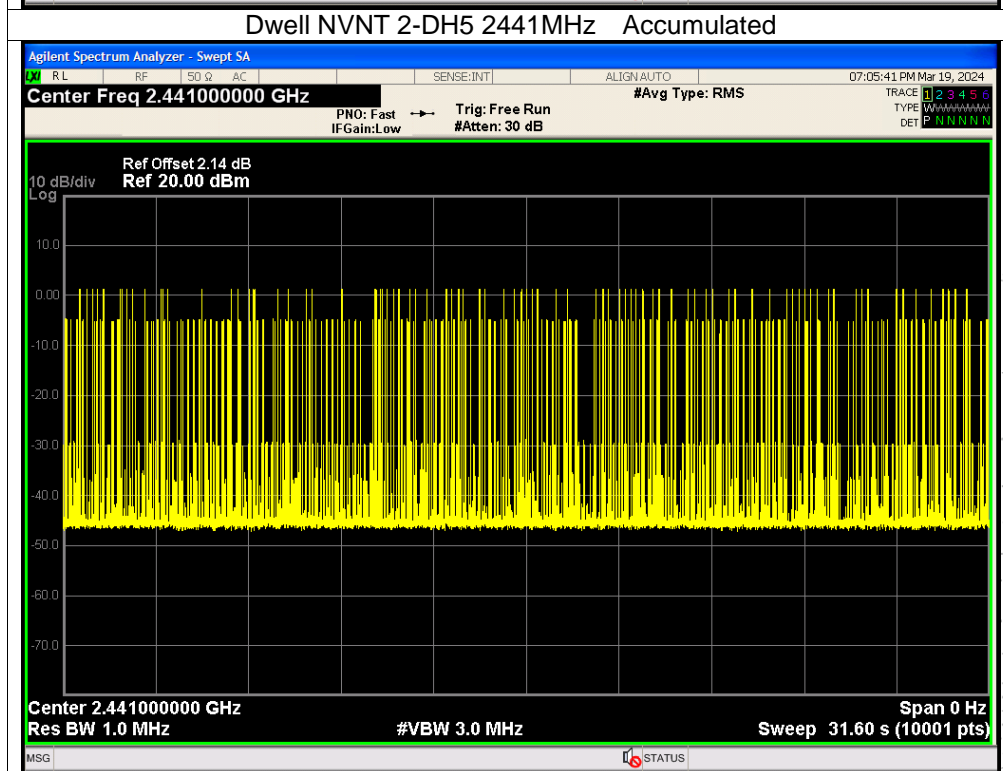 Dwell NVNT 2-DH5 2441MHz Accumulated
Agilent Spectrum Analyzer - Swept SA
LXI RL RF 50 Ω AC SENSE:INT ALIGN AUTO 07:05:41 PM Mar 19, 2024
Center Freq 2.441000000 GHz #Avg Type: RMS TRACE 1 2 3 4 5 6
PNO: Fast Trig: Free Run TYPE WWWWWW
IFGain:Low #Atten: 30 dB DET P N N N N N
Ref Offset 2.14 dB
10 dB/div Ref 20.00 dBm
Log
10.0
0.00
-10.0
-20.0
-30.0
-40.0
-50.0
-60.0
-70.0
Center 2.441000000 GHz Span 0 Hz
Res BW 1.0 MHz #VBW 3.0 MHz Sweep 31.60 s (10001 pts)
MSG STATUS